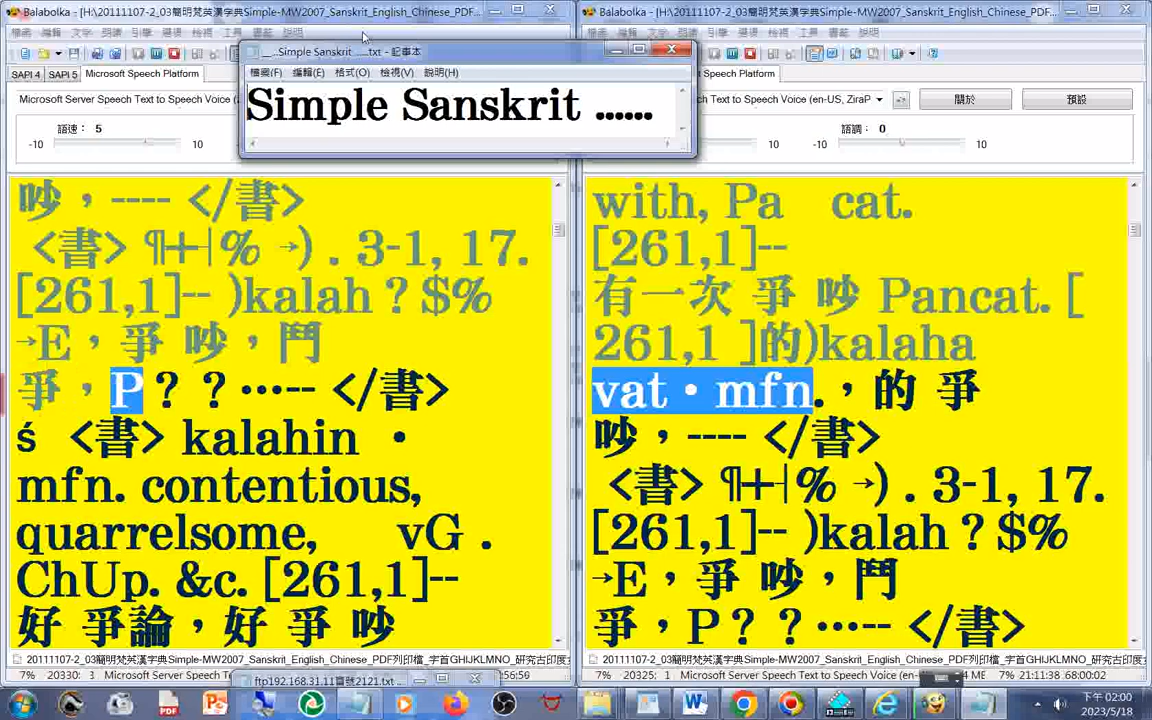 Balabolka - [H:\20111107-2_03簡明梵英漢字典Simple-MW2007_Sanskrit_English_Chinese_PDF...
Balabolka - [H:\20111107-2_03簡明梵英漢字典Simple-MW2007_Sanskrit_English_Chinese_PDF...
__...Simple Sanskrit ......txt - 記事本
檔案(F) 編輯(E) 格式(O) 檢視(V) 說明(H)
Simple Sanskrit ......
SAPI 4 SAPI 5 Microsoft Speech Platform
Microsoft Server Speech Text to Speech Voice
語速： 5
-10 10
Speech Platform
ch Text to Speech Voice (en-US, ZiraP
關於 預設
10 語調： 0
-10 10
吵，---- </書>
<書> ¶+┤% →) . 3-1, 17.
[261,1]-- )kalah？$%
→E，爭 吵，鬥
爭，P？？…-- </書>
ś <書> kalahin •
mfn. contentious,
quarrelsome, vG .
ChUp. &c. [261,1]--
好 爭論，好 爭 吵
with, Pa cat.
[261,1]--
有一次 爭 吵 Pancat. [
261,1 ]的)kalaha
vat • mfn.，的 爭
吵，---- </書>
<書> ¶+┤% →) . 3-1, 17.
[261,1]-- )kalah？$%
→E，爭 吵，鬥
爭，P？？…-- </書>
20111107-2_03簡明梵英漢字典Simple-MW2007_Sanskrit_English_Chinese_PDF列印檔_字首GHIJKLMNO_研究古印度
20111107-2_03簡明梵英漢字典Simple-MW2007_Sanskrit_English_Chinese_PDF列印檔_字首GHIJKLMNO_研究古印度
7% 20330: 1 Microsoft Speech
7% 20325: 1 Microsoft Speech Text to Speech Voice (en- 21:11:38 68:00:02
下午 02:00
2023/5/18